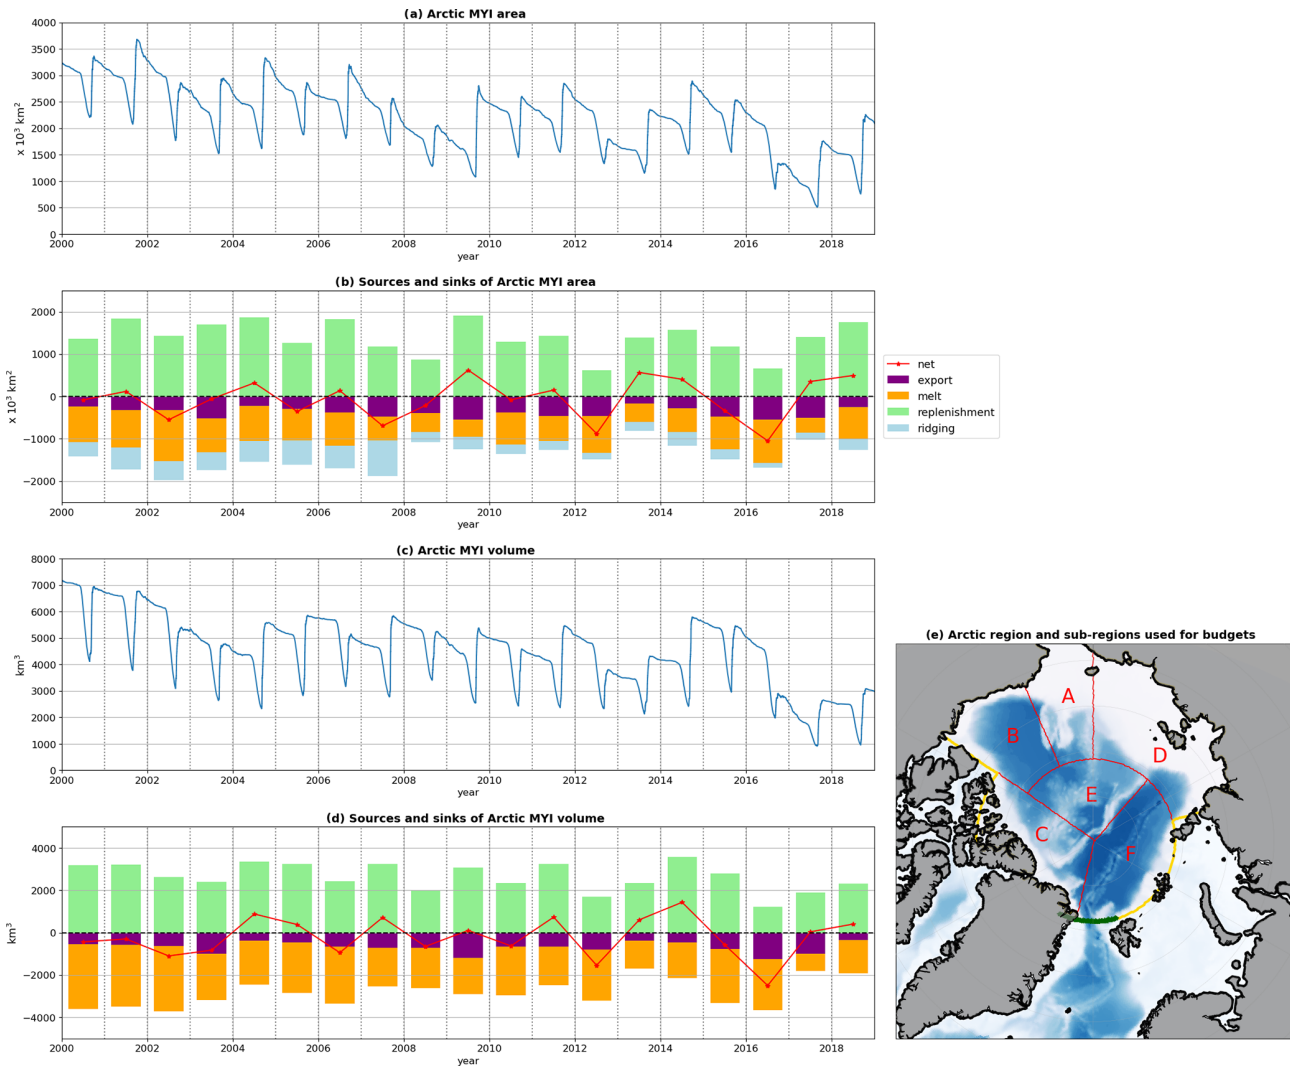 (a) Arctic MYI area
4000
3500
3000
2500
2000
1500
1000
500
0
x 10³ km²
2000 2002 2004 2006 2008 2010 2012 2014 2016 2018
year
(b) Sources and sinks of Arctic MYI area
2000
1000
0
−1000
−2000
x 10³ km²
2000 2002 2004 2006 2008 2010 2012 2014 2016 2018
year
net
export
melt
replenishment
ridging
(c) Arctic MYI volume
8000
7000
6000
5000
4000
3000
2000
1000
0
km³
2000 2002 2004 2006 2008 2010 2012 2014 2016 2018
year
(d) Sources and sinks of Arctic MYI volume
4000
2000
0
−2000
−4000
km³
2000 2002 2004 2006 2008 2010 2012 2014 2016 2018
year
(e) Arctic region and sub-regions used for budgets
A
B
D
E
C
F